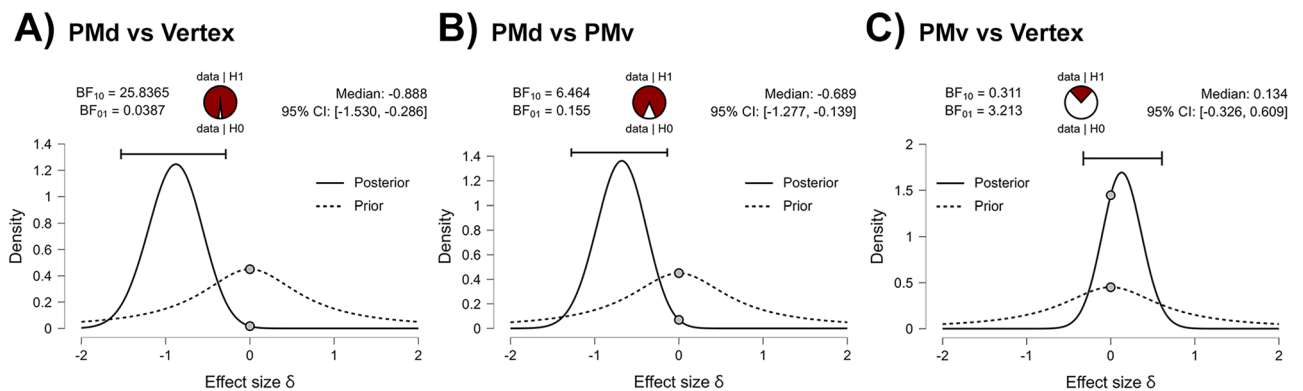 A) PMd vs Vertex
BF10 = 25.8365
BF01 = 0.0387
data | H1
data | H0
Median: -0.888
95% CI: [-1.530, -0.286]
1.4
1.2
1
0.8
0.6
0.4
0.2
0
Density
Posterior
Prior
-2
-1
0
1
2
Effect size δ
B) PMd vs PMv
BF10 = 6.464
BF01 = 0.155
data | H1
data | H0
Median: -0.689
95% CI: [-1.277, -0.139]
1.4
1.2
1
0.8
0.6
0.4
0.2
0
Density
Posterior
Prior
-2
-1
0
1
2
Effect size δ
C) PMv vs Vertex
BF10 = 0.311
BF01 = 3.213
data | H1
data | H0
Median: 0.134
95% CI: [-0.326, 0.609]
2
1.5
1
0.5
0
Density
Posterior
Prior
-2
-1
0
1
2
Effect size δ